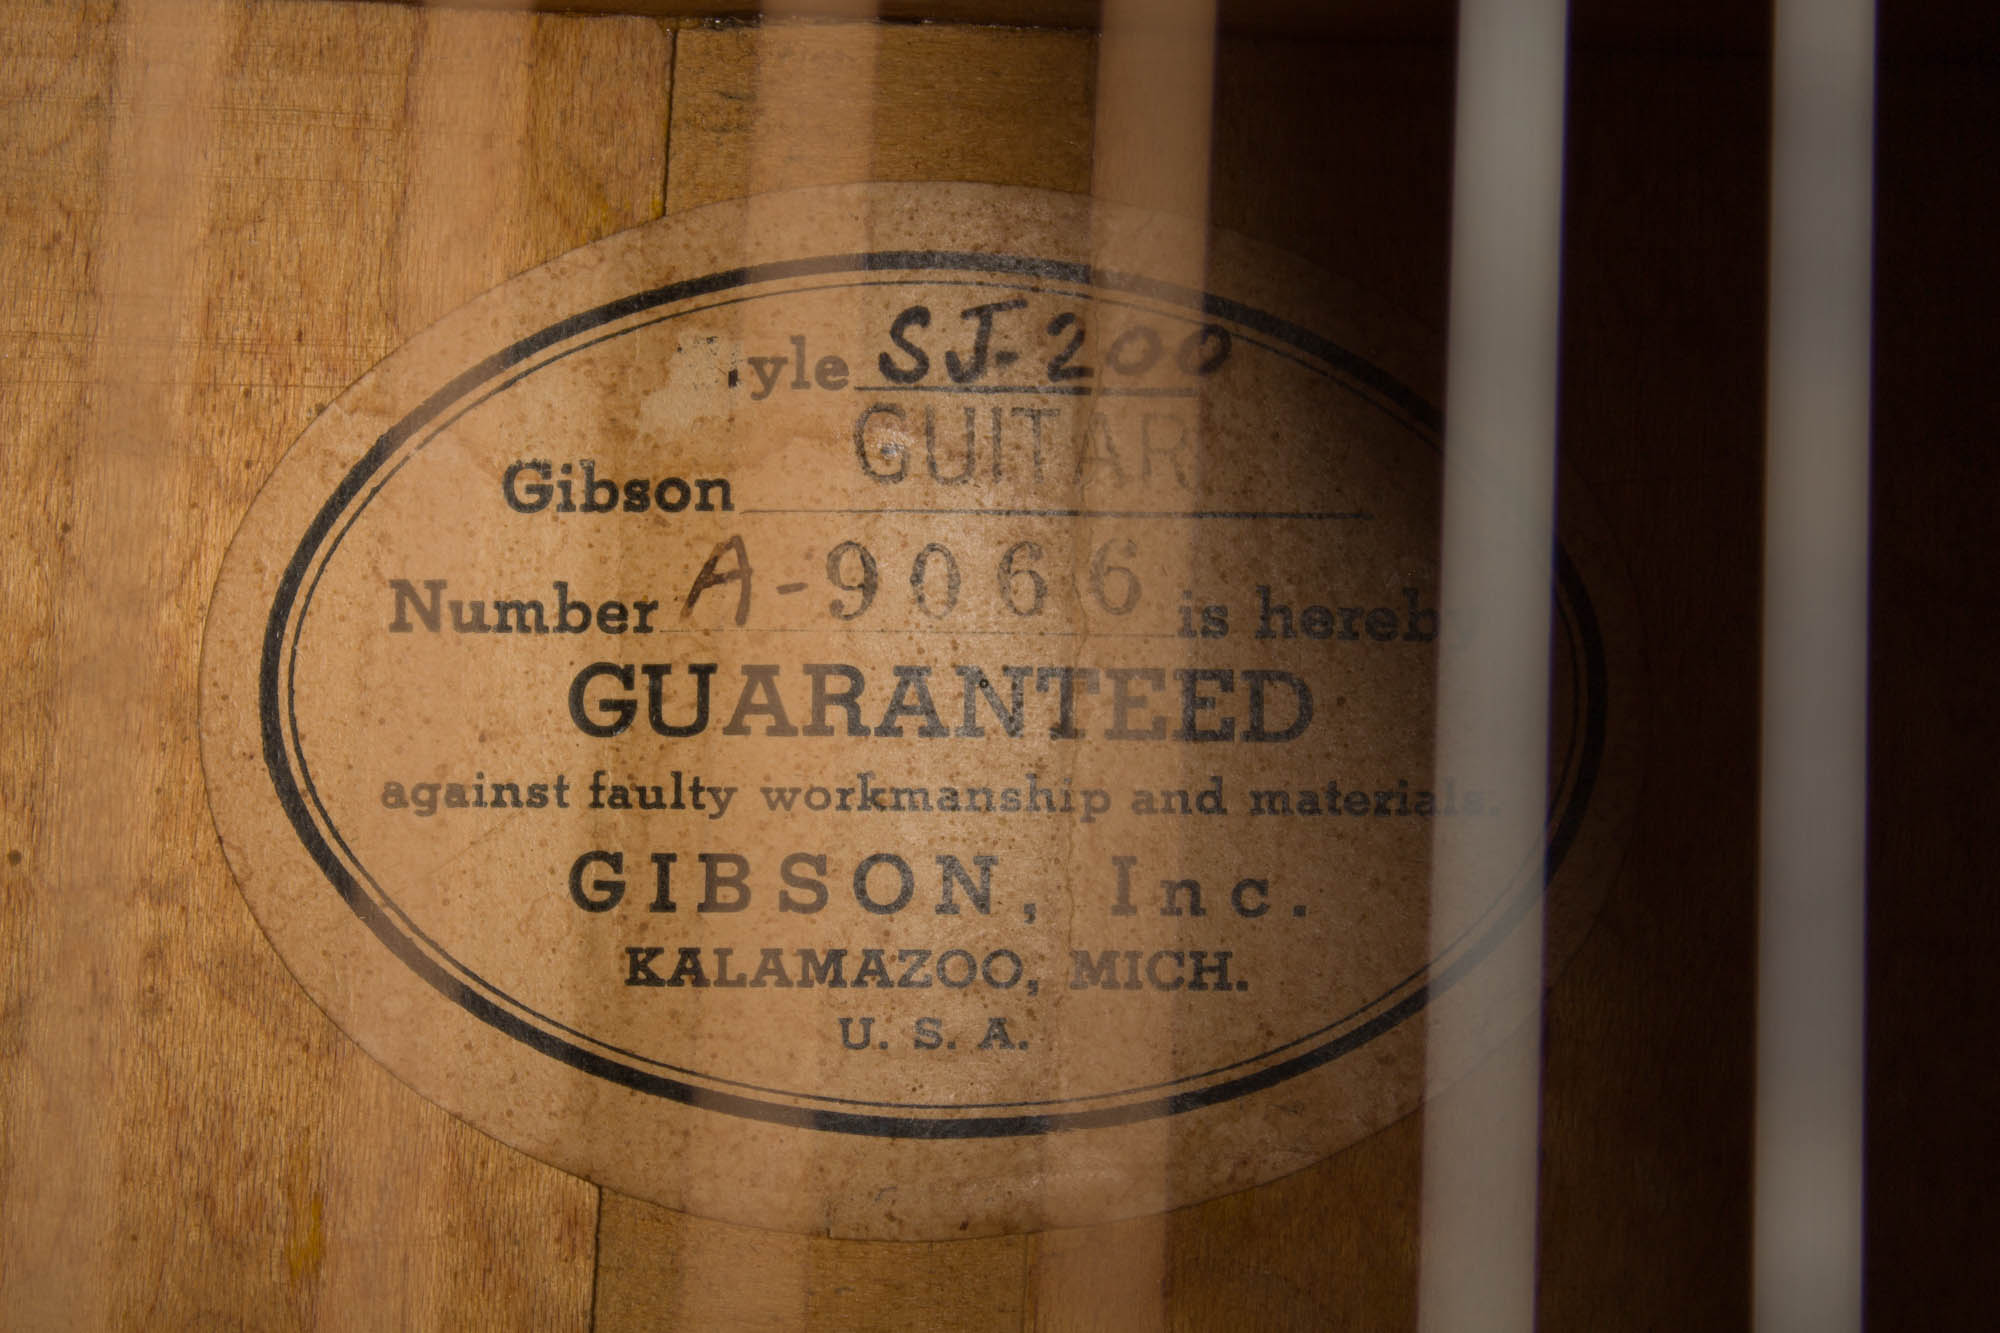 yle SJ-200
GUITAR
Gibson
Number A-9066 is hereby
GUARANTEED
against faulty workmanship and materials.
GIBSON, Inc.
KALAMAZOO, MICH.
U. S. A.